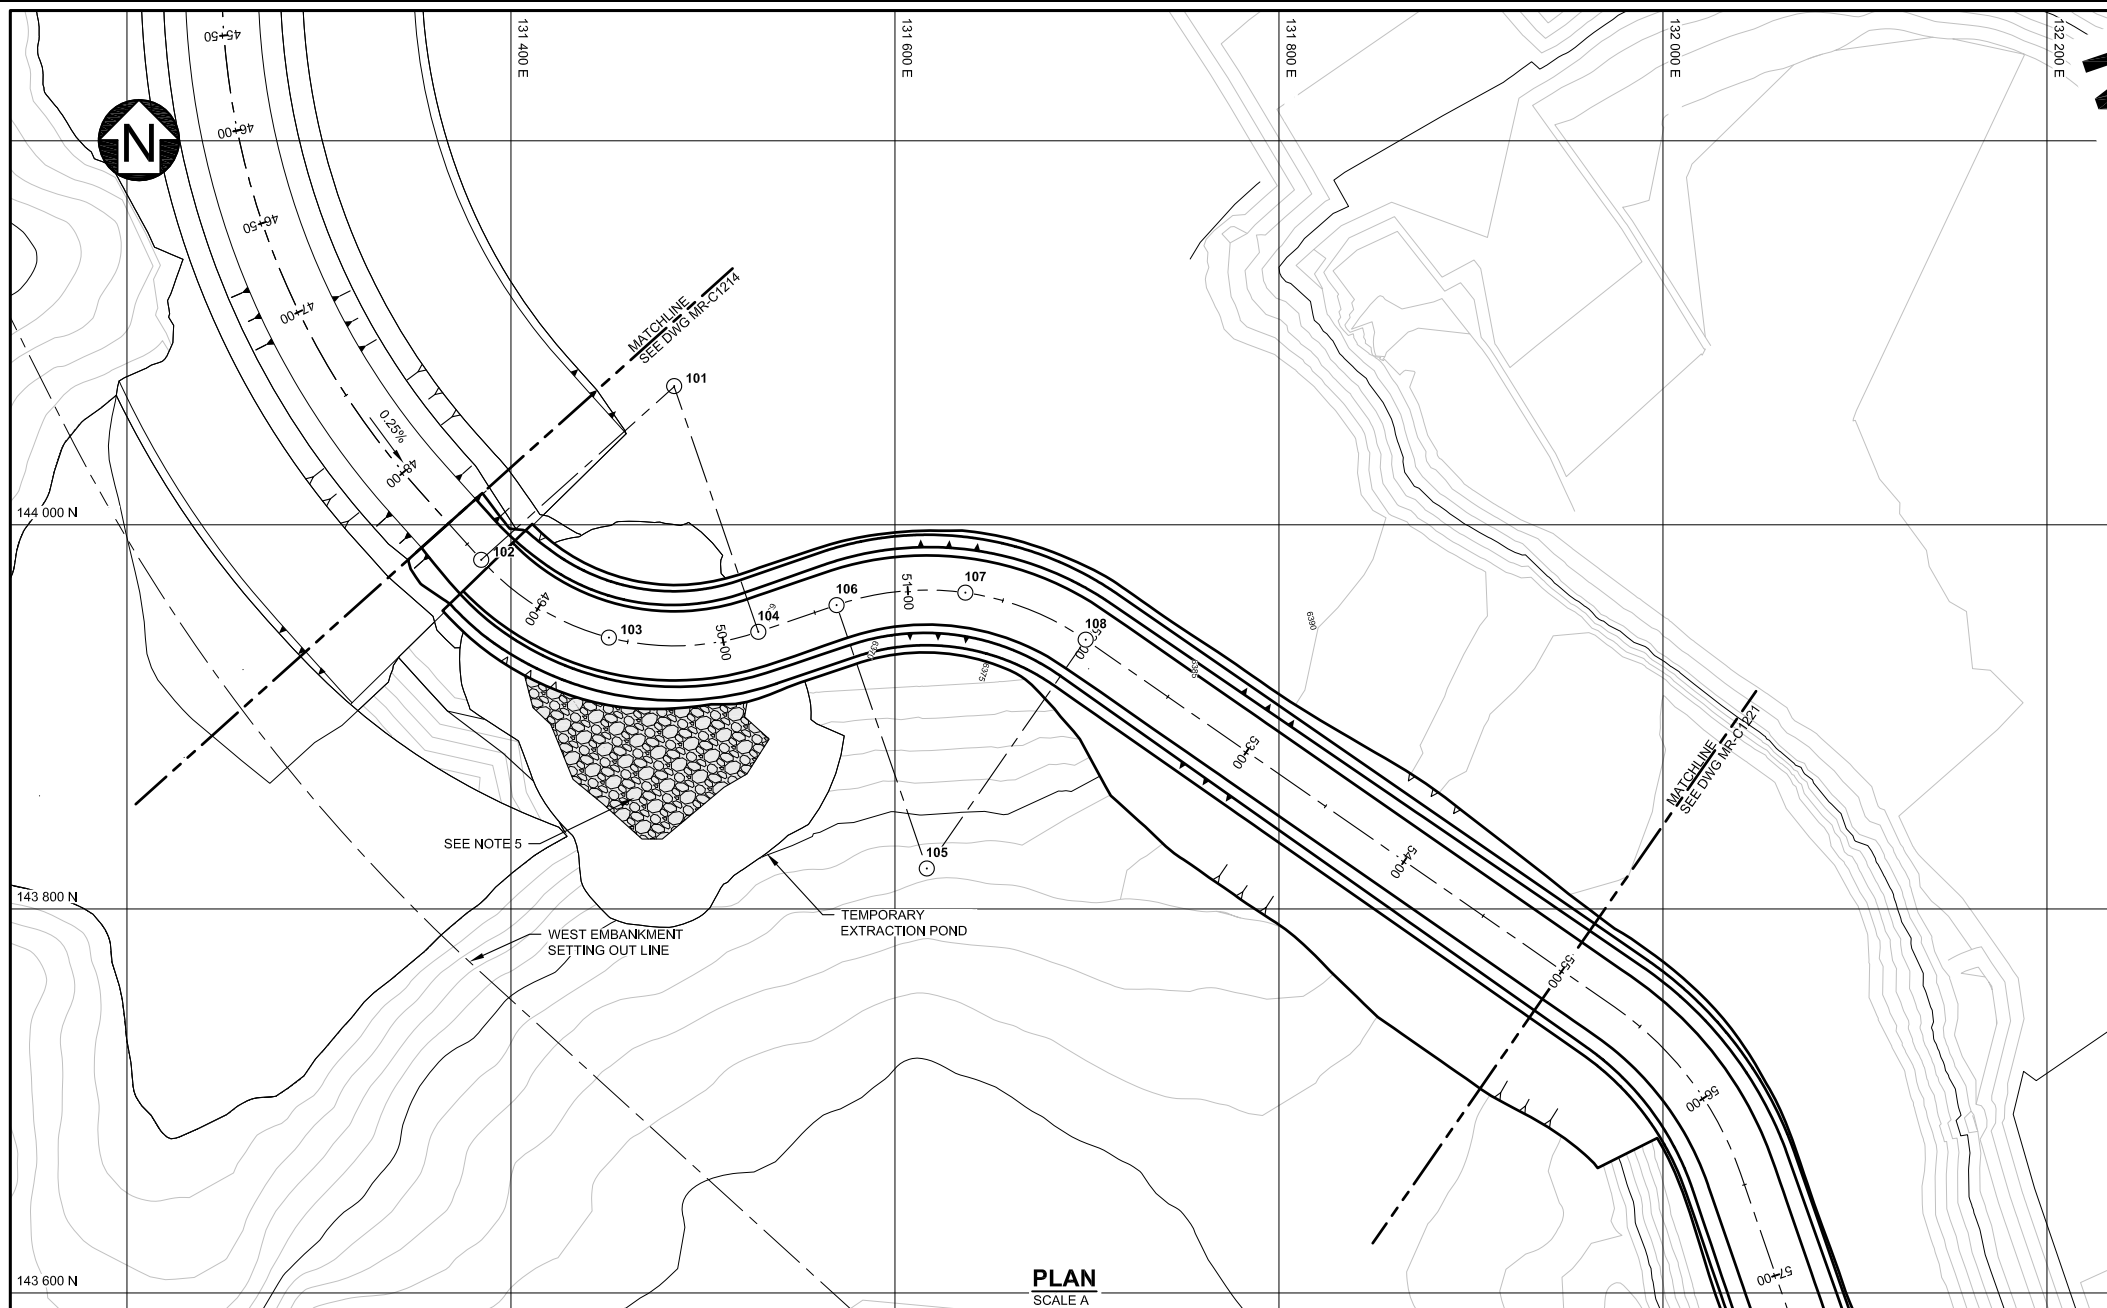 131 400 E
131 600 E
131 800 E
132 000 E
132 200 E
45+50
46+00
N
46+50
47+00
MATCHLINE
SEE DWG MR-C1214
101
0.25%
48+00
144 000 N
102
49+00
103
50+00
104
106
51+00
107
108
52+00
6370
6375
6385
6390
53+00
MATCHLINE
SEE DWG MR-C1221
SEE NOTE 5
54+00
105
143 800 N
TEMPORARY
EXTRACTION POND
WEST EMBANKMENT
SETTING OUT LINE
55+00
56+00
57+00
143 600 N
PLAN
SCALE A